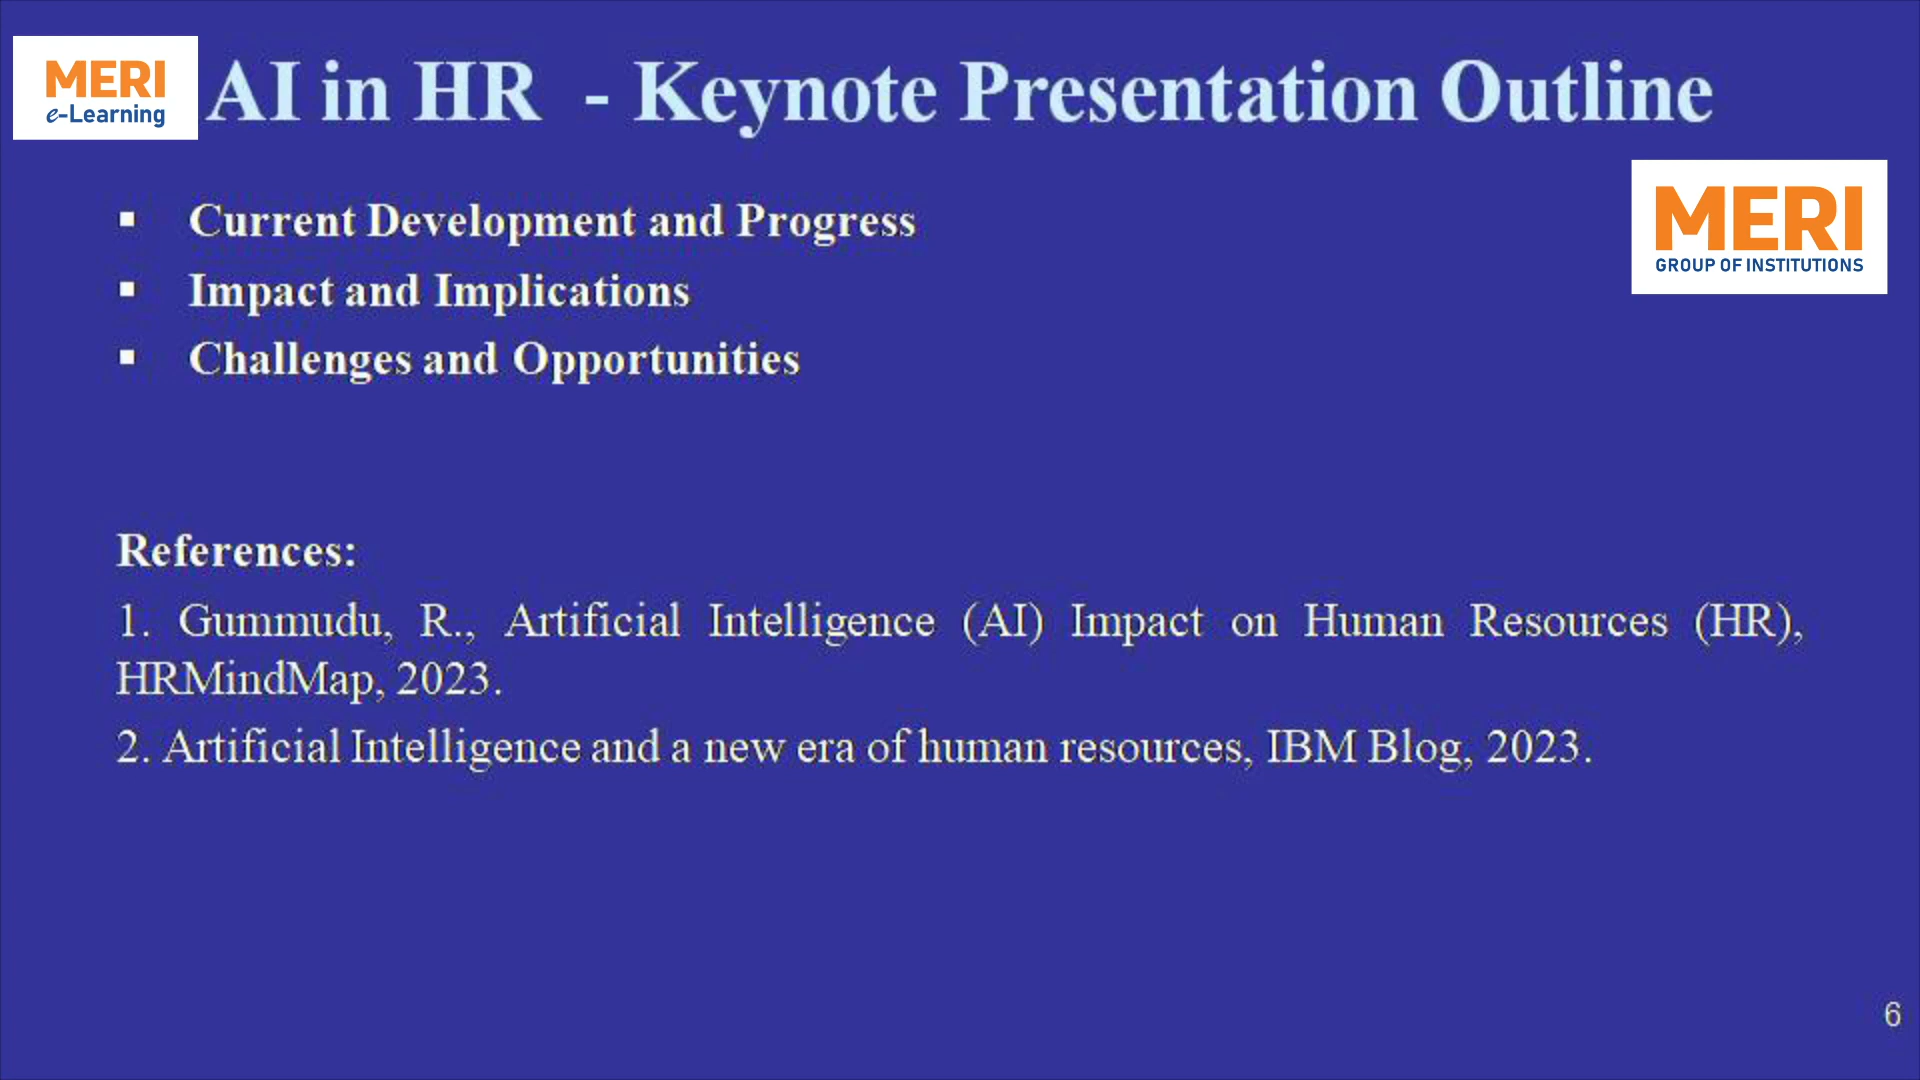 MERI
e-Learning
AI in HR - Keynote Presentation Outline
MERI
GROUP OF INSTITUTIONS
▪ Current Development and Progress
▪ Impact and Implications
▪ Challenges and Opportunities
References:
1. Gummudu, R., Artificial Intelligence (AI) Impact on Human Resources (HR),
HRMindMap, 2023.
2. Artificial Intelligence and a new era of human resources, IBM Blog, 2023.
6